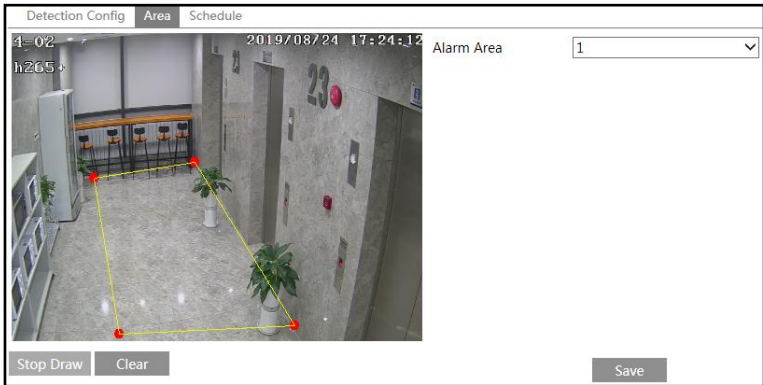 Detection Config Area Schedule
4-02 2019/08/24 17:24:12
h265+
23
Alarm Area 1
Stop Draw Clear
Save